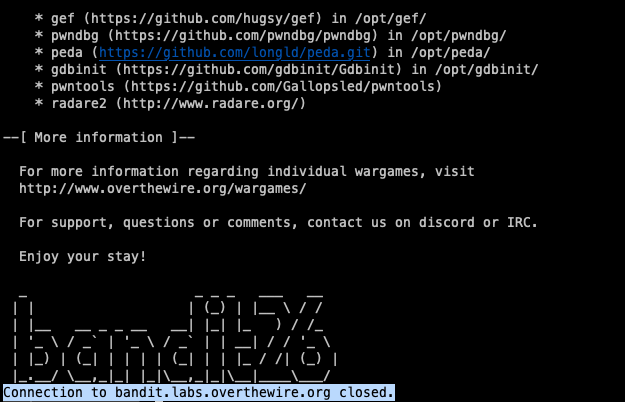 * gef (https://github.com/hugsy/gef) in /opt/gef/
* pwndbg (https://github.com/pwndbg/pwndbg) in /opt/pwndbg/
* peda (https://github.com/longld/peda.git) in /opt/peda/
* gdbinit (https://github.com/gdbinit/Gdbinit) in /opt/gdbinit/
* pwntools (https://github.com/Gallopsled/pwntools)
* radare2 (http://www.radare.org/)
--[ More information ]--
For more information regarding individual wargames, visit
http://www.overthewire.org/wargames/
For support, questions or comments, contact us on discord or IRC.
Enjoy your stay!
bandit26
Connection to bandit.labs.overthewire.org closed.